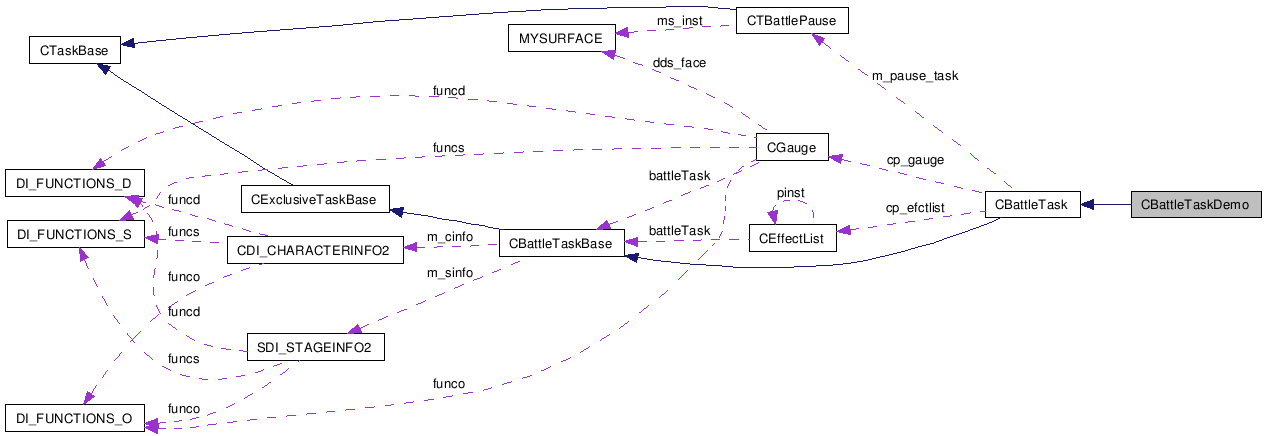 CTBattlePause
ms_inst
MYSURFACE
CTaskBase
dds_face
m_pause_task
funcd
CGauge
funcs
cp_gauge
battleTask
DI_FUNCTIONS_D
pinst
CExclusiveTaskBase
funcd
CBattleTask
CBattleTaskDemo
cp_efctlist
DI_FUNCTIONS_S
funcs
m_cinfo
battleTask
CEffectList
CBattleTaskBase
CDI_CHARACTERINFO2
m_sinfo
funco
funcd
SDI_STAGEINFO2
funcs
funco
funco
DI_FUNCTIONS_O